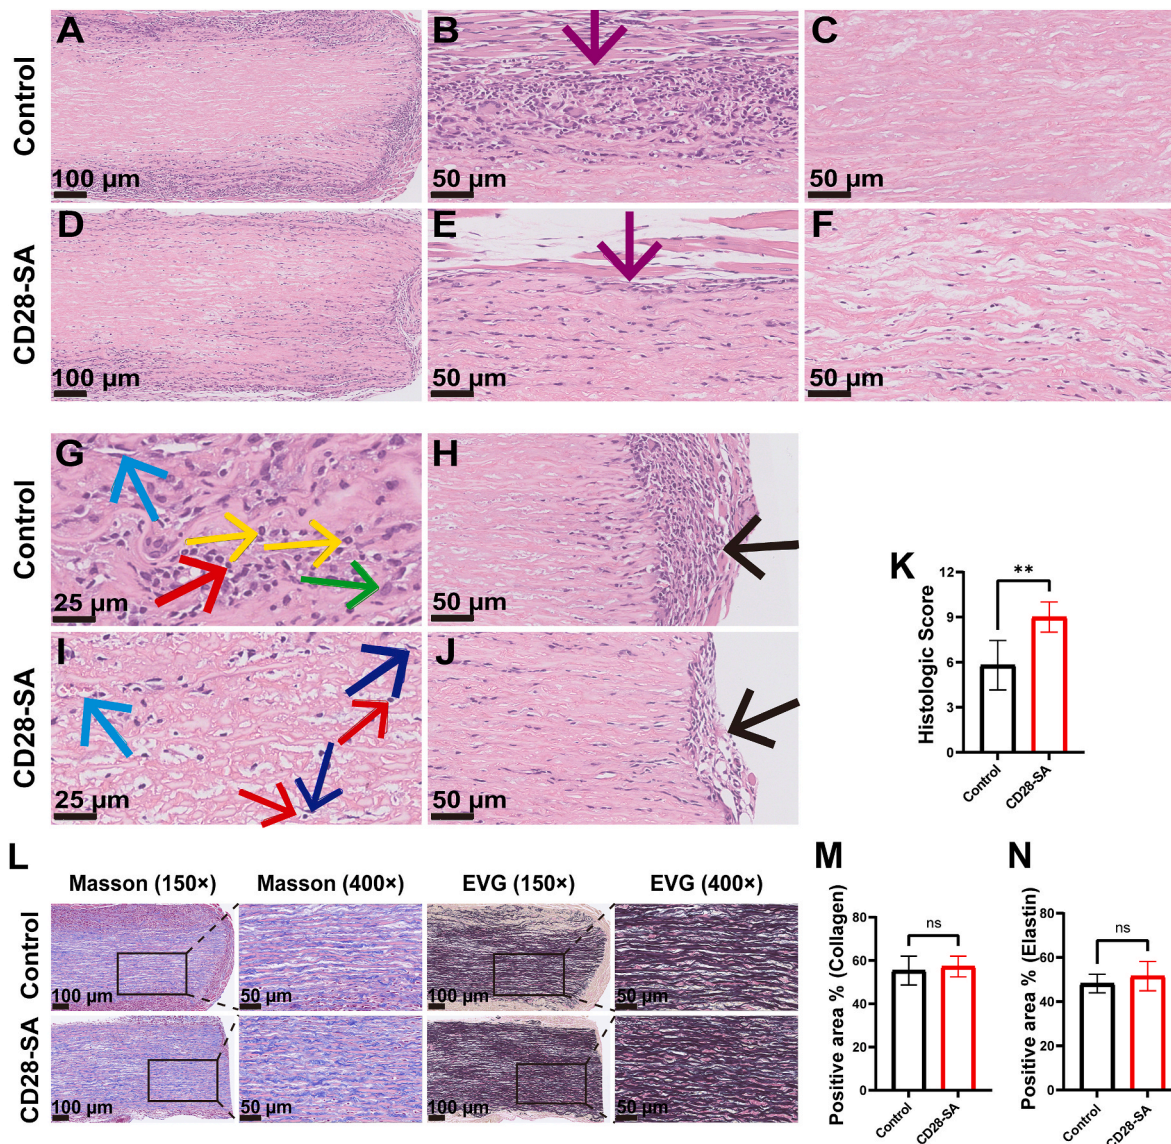 A
B
C
Control
100 µm
50 µm
50 µm
D
E
F
CD28-SA
100 µm
50 µm
50 µm
G
H
Control
25 µm
50 µm
I
J
CD28-SA
25 µm
50 µm
K
Histologic Score
12
9
6
3
0
**
Control
CD28-SA
L
Masson (150×)
Masson (400×)
EVG (150×)
EVG (400×)
Control
100 µm
50 µm
100 µm
50 µm
CD28-SA
100 µm
50 µm
100 µm
50 µm
M
Positive area % (Collagen)
80
60
40
20
0
ns
Control
CD28-SA
N
Positive area % (Elastin)
80
60
40
20
0
ns
Control
CD28-SA